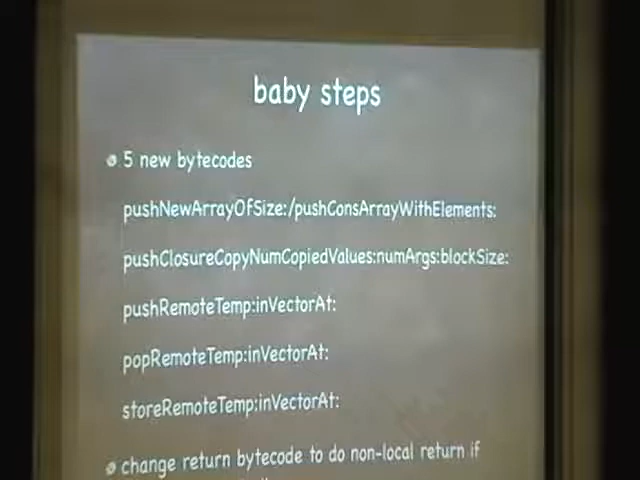 baby steps
5 new bytecodes
pushNewArrayOfSize:/pushConsArrayWithElements:
pushClosureCopyNumCopiedValues:numArgs:blockSize:
pushRemoteTemp:inVectorAt:
popRemoteTemp:inVectorAt:
storeRemoteTemp:inVectorAt:
change return bytecode to do non-local return if